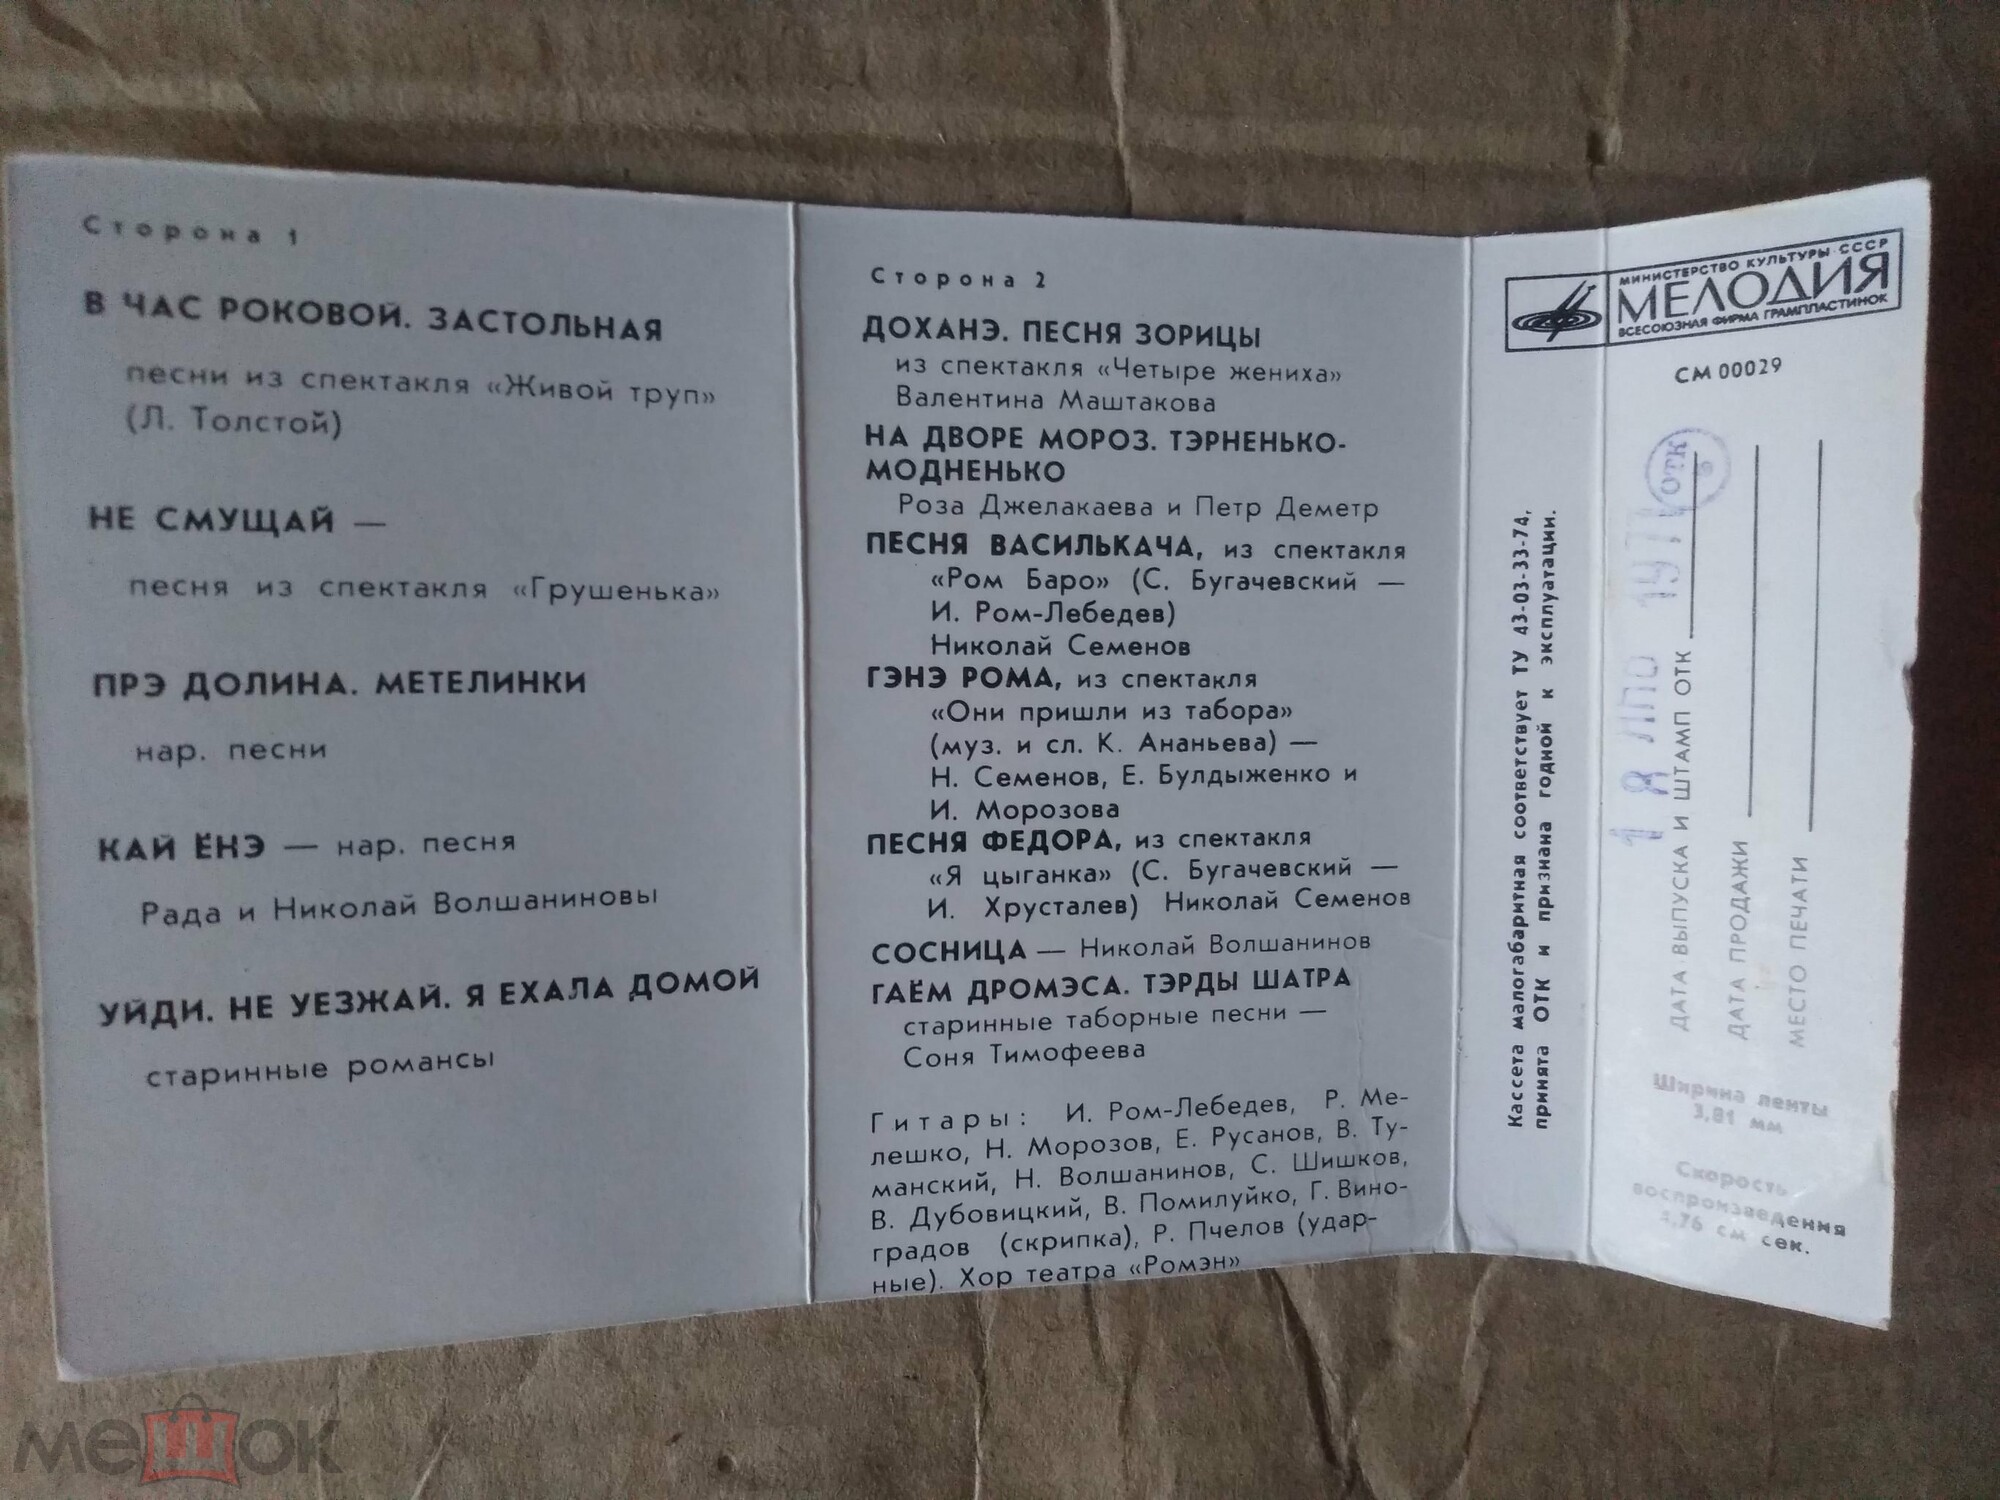 Сторона 1
В ЧАС РОКОВОЙ. ЗАСТОЛЬНАЯ
песни из спектакля «Живой труп»
(Л. Толстой)
НЕ СМУЩАЙ —
песня из спектакля «Грушенька»
ПРЭ ДОЛИНА. МЕТЕЛИНКИ
нар. песни
КАЙ ЁНЭ — нар. песня
Рада и Николай Волшаниновы
УЙДИ. НЕ УЕЗЖАЙ. Я ЕХАЛА ДОМОЙ
старинные романсы
Сторона 2
ДОХАНЭ. ПЕСНЯ ЗОРИЦЫ
из спектакля «Четыре жениха»
Валентина Маштакова
НА ДВОРЕ МОРОЗ. ТЭРНЕНЬКО-
МОДНЕНЬКО
Роза Джелакаева и Петр Деметр
ПЕСНЯ ВАСИЛЬКАЧА, из спектакля
«Ром Баро» (С. Бугачевский —
И. Ром-Лебедев)
Николай Семенов
ГЭНЭ РОМА, из спектакля
«Они пришли из табора»
(муз. и сл. К. Ананьева) —
Н. Семенов, Е. Булдыженко и
И. Морозова
ПЕСНЯ ФЕДОРА, из спектакля
«Я цыганка» (С. Бугачевский —
И. Хрусталев) Николай Семенов
СОСНИЦА — Николай Волшанинов
ГАЁМ ДРОМЭСА. ТЭРДЫ ШАТРА
старинные таборные песни —
Соня Тимофеева
Гитары: И. Ром-Лебедев, Р. Ме-
лешко, Н. Морозов, Е. Русанов, В. Ту-
манский, Н. Волшанинов, С. Шишков,
В. Дубовицкий, В. Помилуйко, Г. Вино-
градов (скрипка), Р. Пчелов (удар-
ные). Хор театра «Ромэн»
Кассета малогабаритная соответствует ТУ 43-03-33-74,
принята ОТК и признана годной к эксплуатации.
МИНИСТЕРСТВО КУЛЬТУРЫ СССР
МЕЛОДИЯ
ВСЕСОЮЗНАЯ ФИРМА ГРАМПЛАСТИНОК
СМ 00029
ОТК
ДАТА ВЫПУСКА И ШТАМП ОТК
ДАТА ПРОДАЖИ
МЕСТО ПЕЧАТИ
Ширина ленты
3,81 мм
Скорость
воспроизведения
4,76 см сек.
мешок